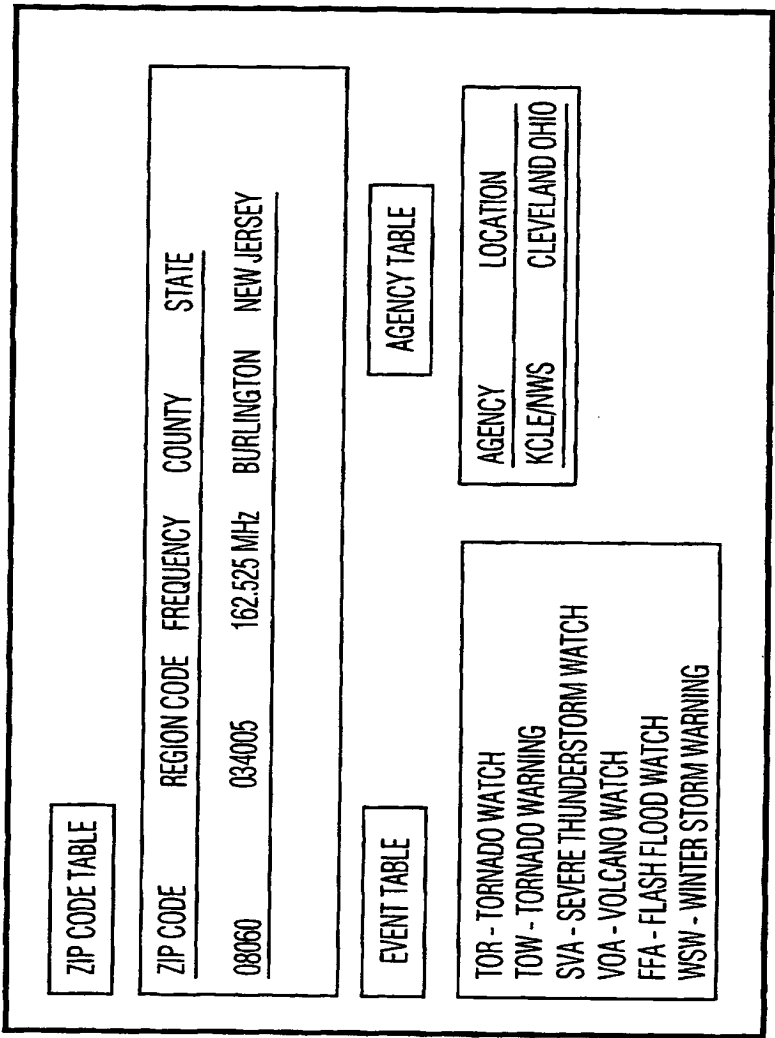 ZIP CODE TABLE
ZIP CODE REGION CODE FREQUENCY COUNTY STATE
08060 034005 162.525 MHz BURLINGTON NEW JERSEY
EVENT TABLE
TOR - TORNADO WATCH
TOW - TORNADO WARNING
SVA - SEVERE THUNDERSTORM WATCH
VOA - VOLCANO WATCH
FFA - FLASH FLOOD WATCH
WSW - WINTER STORM WARNING
AGENCY TABLE
AGENCY LOCATION
KCLE/NWS CLEVELAND OHIO